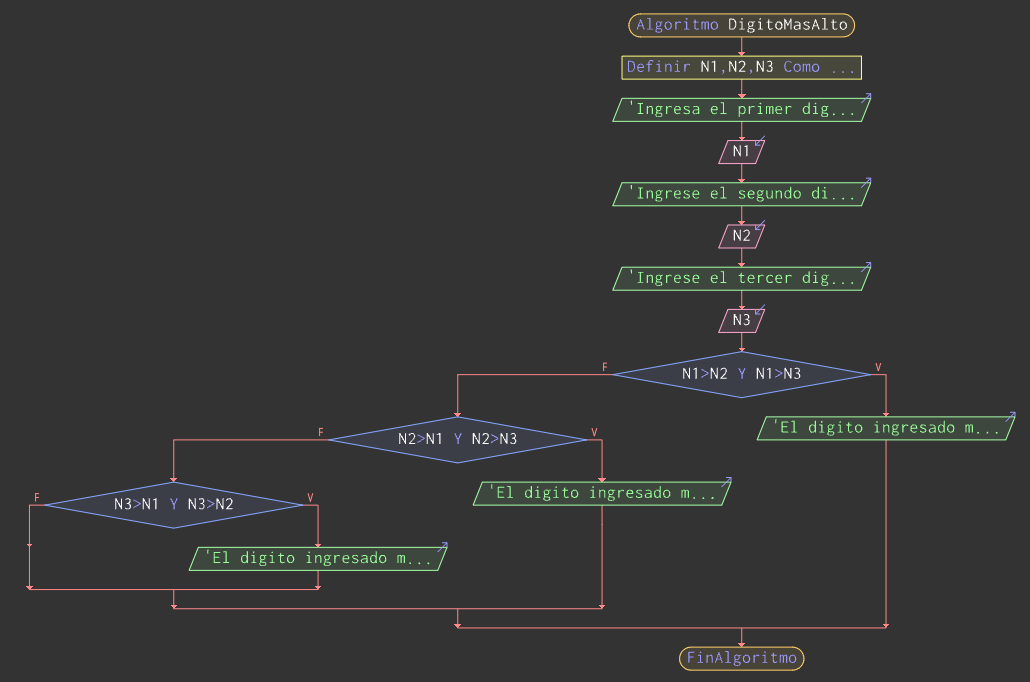 Algoritmo DigitoMasAlto
Definir N1,N2,N3 Como ...
'Ingresa el primer dig...
N1
'Ingrese el segundo di...
N2
'Ingrese el tercer dig...
N3
F
N1>N2 Y N1>N3
V
'El digito ingresado m...
F
N2>N1 Y N2>N3
V
'El digito ingresado m...
F
N3>N1 Y N3>N2
V
'El digito ingresado m...
FinAlgoritmo